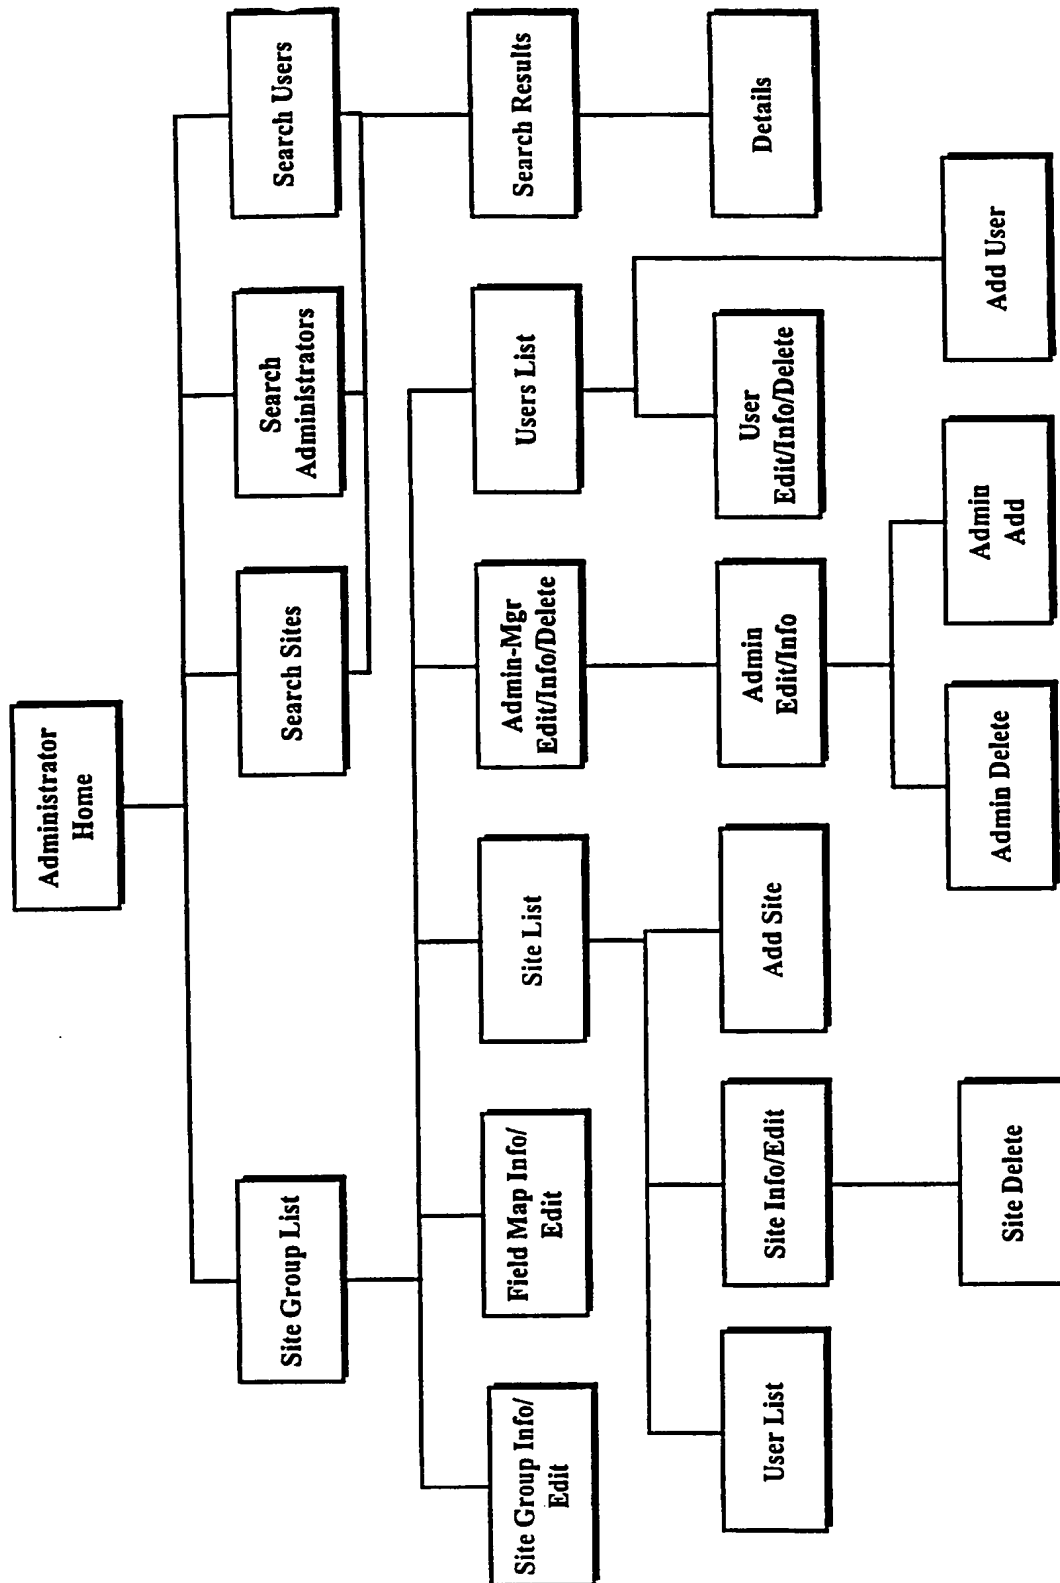 Administrator
Home
Site Group List
Search Sites
Search
Administrators
Search Users
Site Group Info/
Edit
Field Map Info/
Edit
Site List
Admin-Mgr
Edit/Info/Delete
Users List
Search Results
User List
Site Info/Edit
Add Site
Admin
Edit/Info
User
Edit/Info/Delete
Details
Site Delete
Admin Delete
Admin
Add
Add User